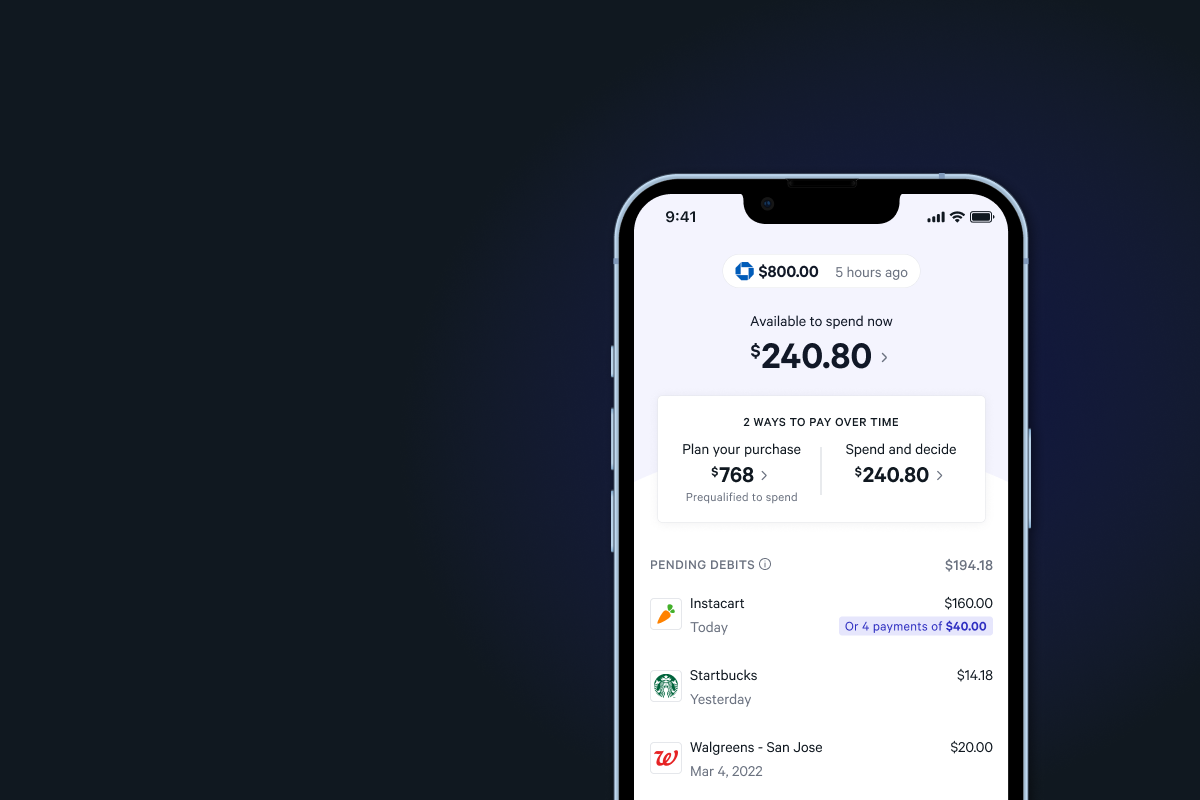 9:41
$800.00 5 hours ago
Available to spend now
$240.80
2 WAYS TO PAY OVER TIME
Plan your purchase
$768
Prequalified to spend
Spend and decide
$240.80
PENDING DEBITS $194.18
Instacart $160.00
Today Or 4 payments of $40.00
Startbucks $14.18
Yesterday
Walgreens - San Jose $20.00
Mar 4, 2022